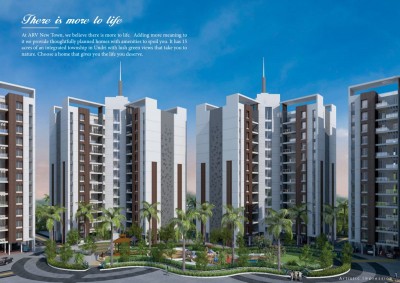 There is more to life
At ARV New Town, we believe there is more to life. Adding more meaning to
it we provide thoughtfully planned homes with amenities to spoil you. It has 15
acres of an integrated township in Undri with lush green views that take you to
nature. Choose a home that gives you the life you deserve.
Artistic Impression